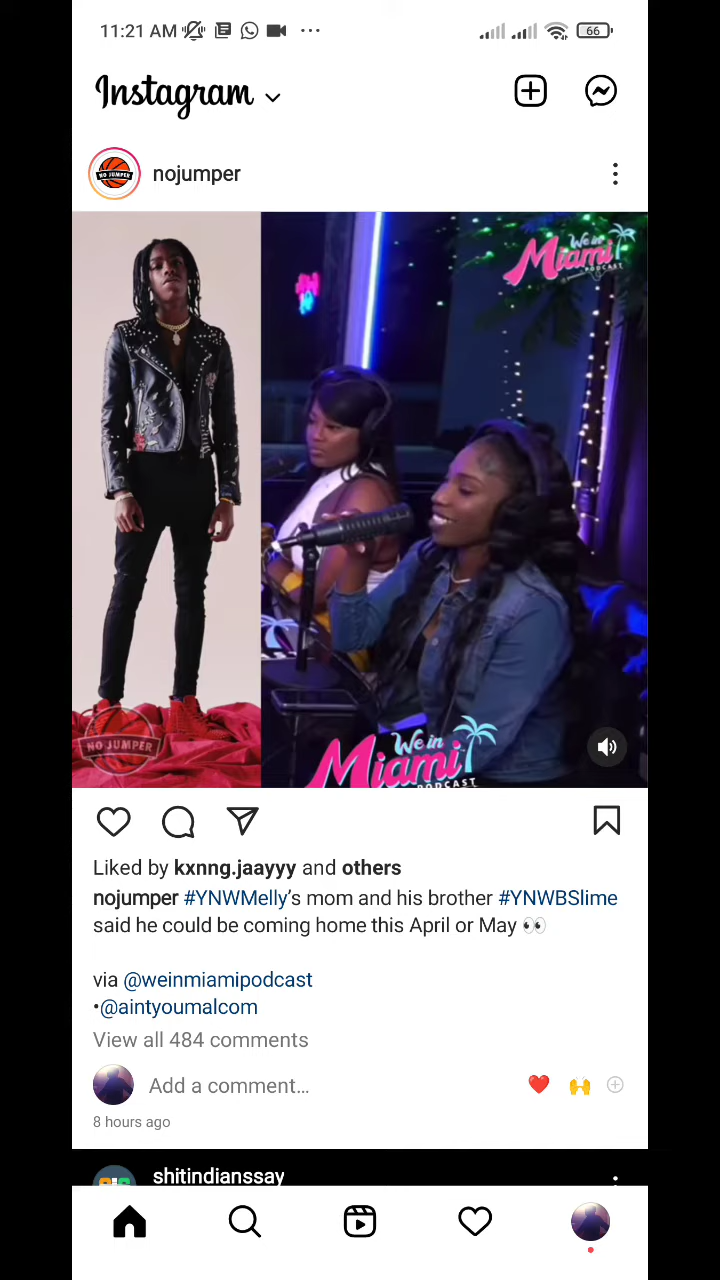 11:21 AM
66
Instagram
NO JUMPER
nojumper
We in
Miami
PODCAST
NO JUMPER
We in
Miami
PODCAST
Liked by kxnng.jaayyy and others
nojumper #YNWMelly's mom and his brother #YNWBSlime
said he could be coming home this April or May 👀
via @weinmiamipodcast
•@aintyoumalcom
View all 484 comments
Add a comment...
8 hours ago
shitindianssay